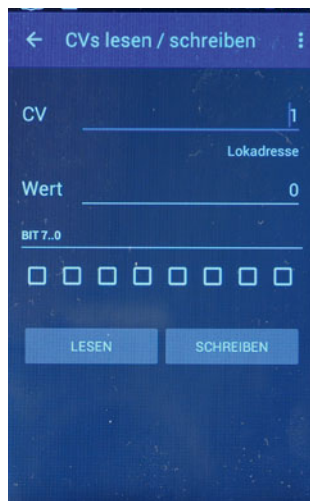 CVs lesen / schreiben
CV 1
Lokadresse
Wert 0
BIT 7..0
LESEN SCHREIBEN